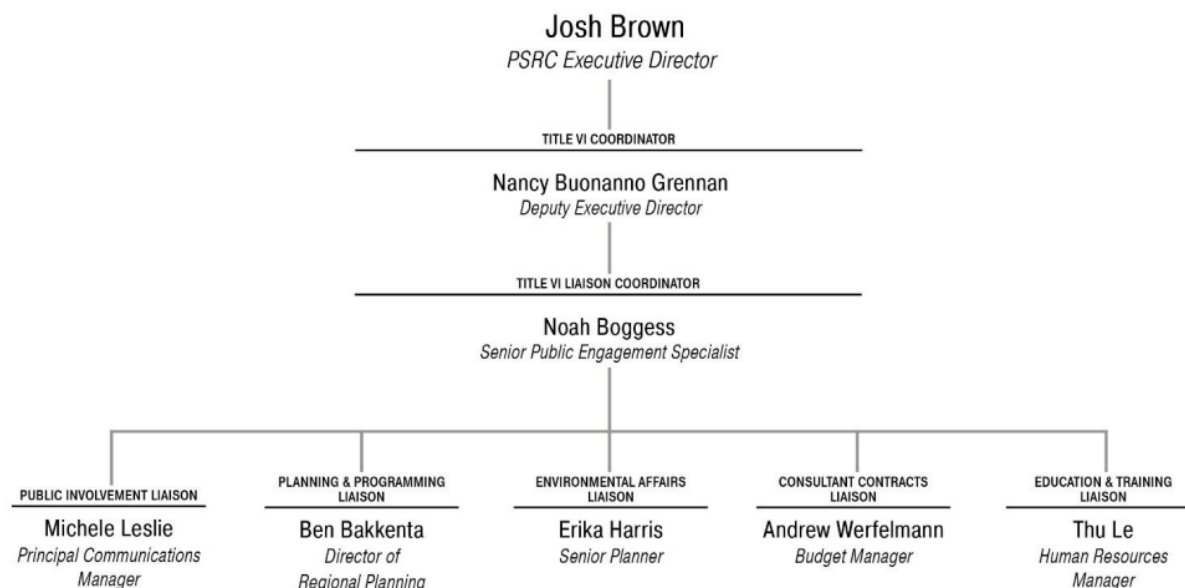 Josh Brown
PSRC Executive Director
TITLE VI COORDINATOR
Nancy Buonanno Grennan
Deputy Executive Director
TITLE VI LIAISON COORDINATOR
Noah Boggess
Senior Public Engagement Specialist
PUBLIC INVOLVEMENT LIAISON
Michele Leslie
Principal Communications
Manager
PLANNING & PROGRAMMING
LIAISON
Ben Bakkenta
Director of
Regional Planning
ENVIRONMENTAL AFFAIRS
LIAISON
Erika Harris
Senior Planner
CONSULTANT CONTRACTS
LIAISON
Andrew Werfelmann
Budget Manager
EDUCATION & TRAINING
LIAISON
Thu Le
Human Resources
Manager